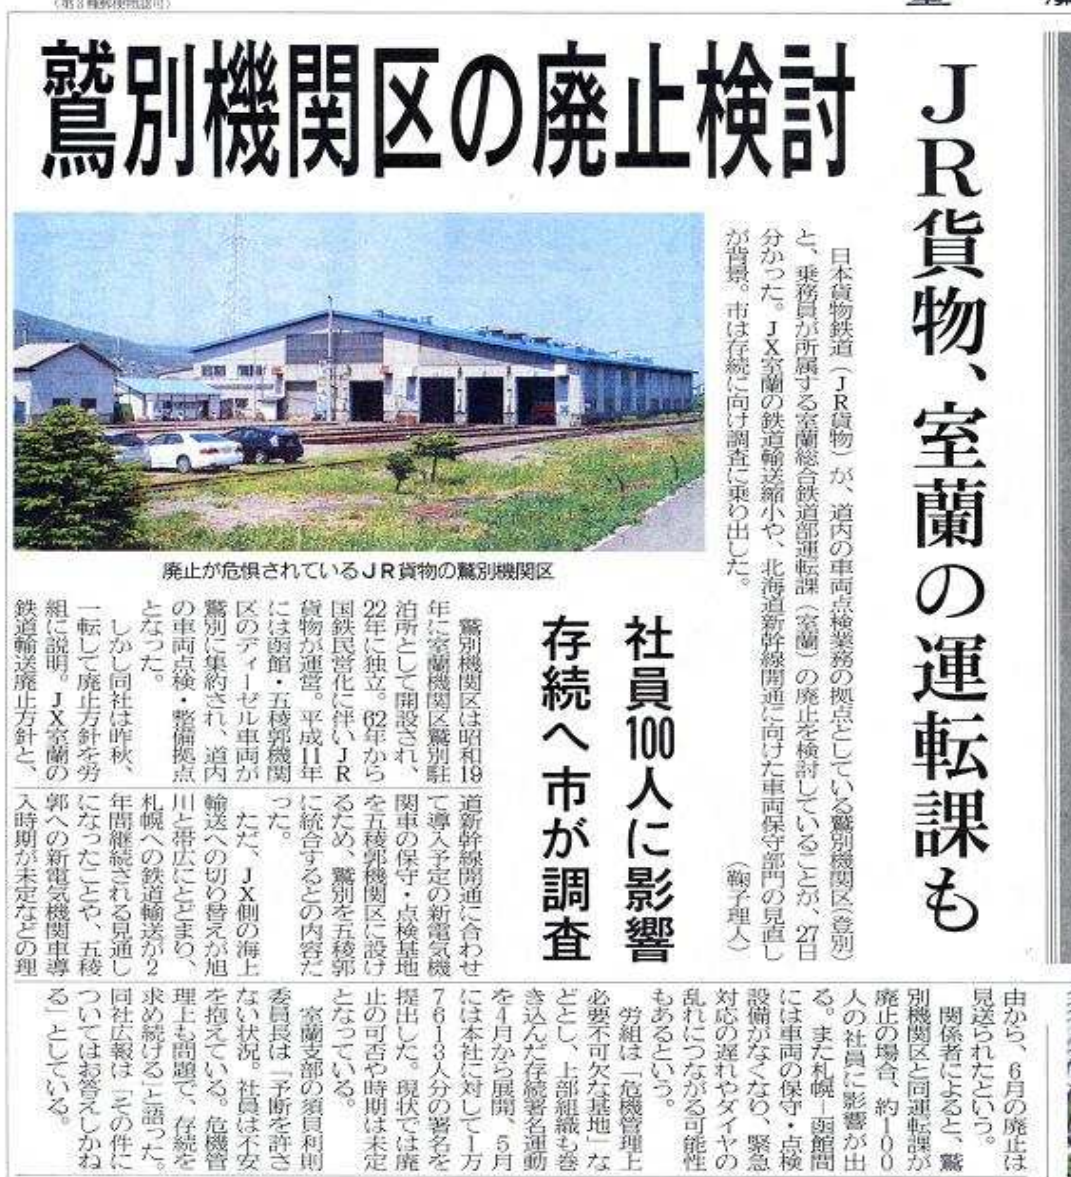 (第3種郵便物認可)
JR貨物、室蘭の運転課も
鷲別機関区の廃止検討
日本貨物鉄道(JR貨物)が、道内の車両点検業務の拠点としている鷲別機関区(登別)
と、乗務員が所属する室蘭総合鉄道部運転課(室蘭)の廃止を検討していることが、27日
分かった。JX室蘭の鉄道輸送縮小や、北海道新幹線開通に向けた車両保守部門の見直し
が背景。市は存続に向け調査に乗り出した。
(鞠子理人)
廃止が危惧されているJR貨物の鷲別機関区
社員100人に影響
存続へ市が調査
鷲別機関区は昭和19
年に室蘭機関区鷲別駐
泊所として開設され、
22年に独立。62年から
国鉄民営化に伴いJR
貨物が運営。平成11年
には函館・五稜郭機関
区のディーゼル車両が
鷲別に集約され、道内
の車両点検・整備拠点
となった。
しかし同社は昨秋、
一転して廃止方針を労
組に説明。JX室蘭の
鉄道輸送廃止方針と、
道新幹線開通に合わせ
て導入予定の新電気機
関車の保守・点検基地
を五稜郭機関区に設け
るため、鷲別を五稜郭
に統合するとの内容だ
った。
ただ、JX側の海上
輸送への切り替えが旭
川と帯広にとどまり、
札幌への鉄道輸送が2
年間継続される見通し
になったことや、五稜
郭への新電気機関車導
入時期が未定などの理
由から、6月の廃止は
見送られたという。
関係者によると、鷲
別機関区と同運転課が
廃止の場合、約100
人の社員に影響が出
る。また札幌―函館間
には車両の保守・点検
設備がなくなり、緊急
対応の遅れやダイヤの
乱れにつながる可能性
もあるという。
労組は「危機管理上
必要不可欠な基地」な
どとし、上部組織も巻
き込んだ存続署名運動
を4月から展開、5月
には本社に対して1万
7613人分の署名を
提出した。現状では廃
止の可否や時期は未定
となっている。
室蘭支部の須貝利則
委員長は「予断を許さ
ない状況。社員は不安
を抱えている。危機管
理上も問題で、存続を
求め続ける」と語った。
同社広報は「その件に
ついてはお答えしかね
る」としている。